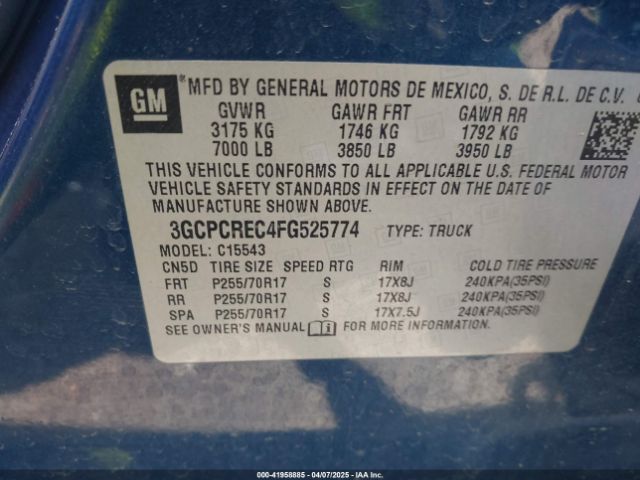 GM
*MFD BY GENERAL MOTORS DE MEXICO, S. DE R.L. DE C.V.
GVWR GAWR FRT GAWR RR
3175 KG 1746 KG 1792 KG
7000 LB 3850 LB 3950 LB
THIS VEHICLE CONFORMS TO ALL APPLICABLE U.S. FEDERAL MOTOR
VEHICLE SAFETY STANDARDS IN EFFECT ON THE DATE OF
MANUFACTURE SHOWN ABOVE.
3GCPCREC4FG525774 TYPE: TRUCK
MODEL: C15543
CN5D TIRE SIZE SPEED RTG RIM COLD TIRE PRESSURE
FRT P255/70R17 S 17X8J 240KPA(35PSI)
RR P255/70R17 S 17X8J 240KPA(35PSI)
SPA P255/70R17 S 17X7.5J 240KPA(35PSI)
SEE OWNER'S MANUAL FOR MORE INFORMATION.
000-41958885 - 04/07/2025 - IAAI.COM